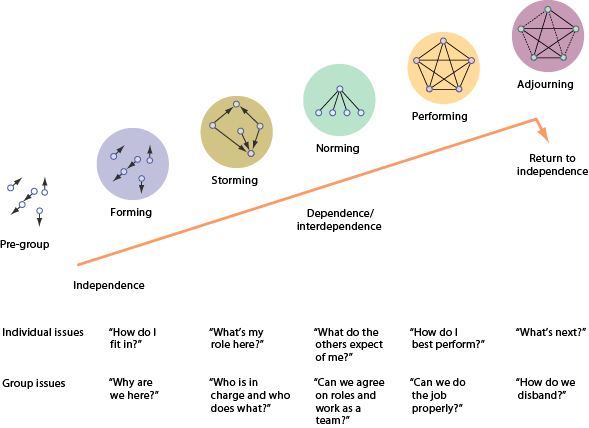 Adjourning
Performing
Norming
Return to
independence
Storming
Forming
Dependence/
interdependence
Pre-group
Independence
Individual issues
“How do I
fit in?”
“What’s my
role here?”
“What do the
others expect
of me?”
“How do I
best perform?”
“What’s next?”
Group issues
“Why are
we here?”
“Who is in
charge and who
does what?”
“Can we agree
on roles and
work as a
team?”
“Can we do
the job
properly?”
“How do we
disband?”